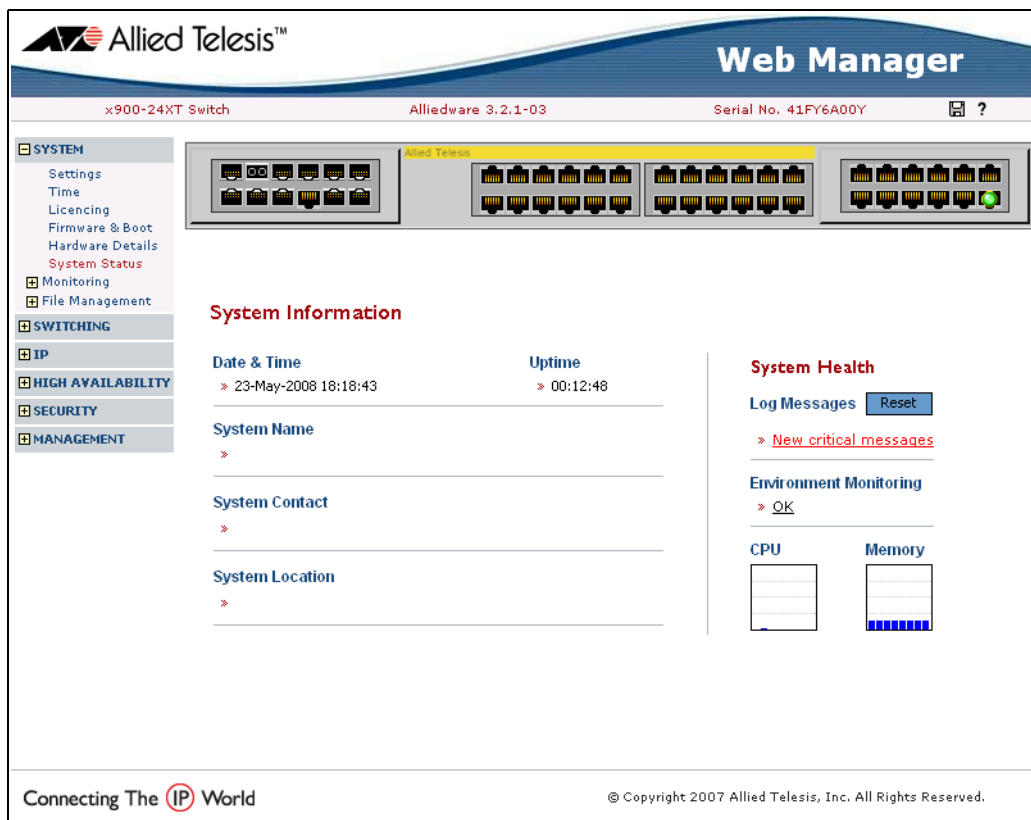 Allied Telesis™
Web Manager
x900-24XT Switch Alliedware 3.2.1-03 Serial No. 41FY6A00Y ?
SYSTEM
Settings
Time
Licencing
Firmware & Boot
Hardware Details
System Status
Monitoring
File Management
SWITCHING
IP
HIGH AVAILABILITY
SECURITY
MANAGEMENT
Allied Telesis
System Information
Date & Time
» 23-May-2008 18:18:43
Uptime
» 00:12:48
System Name
»
System Contact
»
System Location
»
System Health
Log Messages Reset
» New critical messages
Environment Monitoring
» OK
CPU Memory
Connecting The IP World
© Copyright 2007 Allied Telesis, Inc. All Rights Reserved.